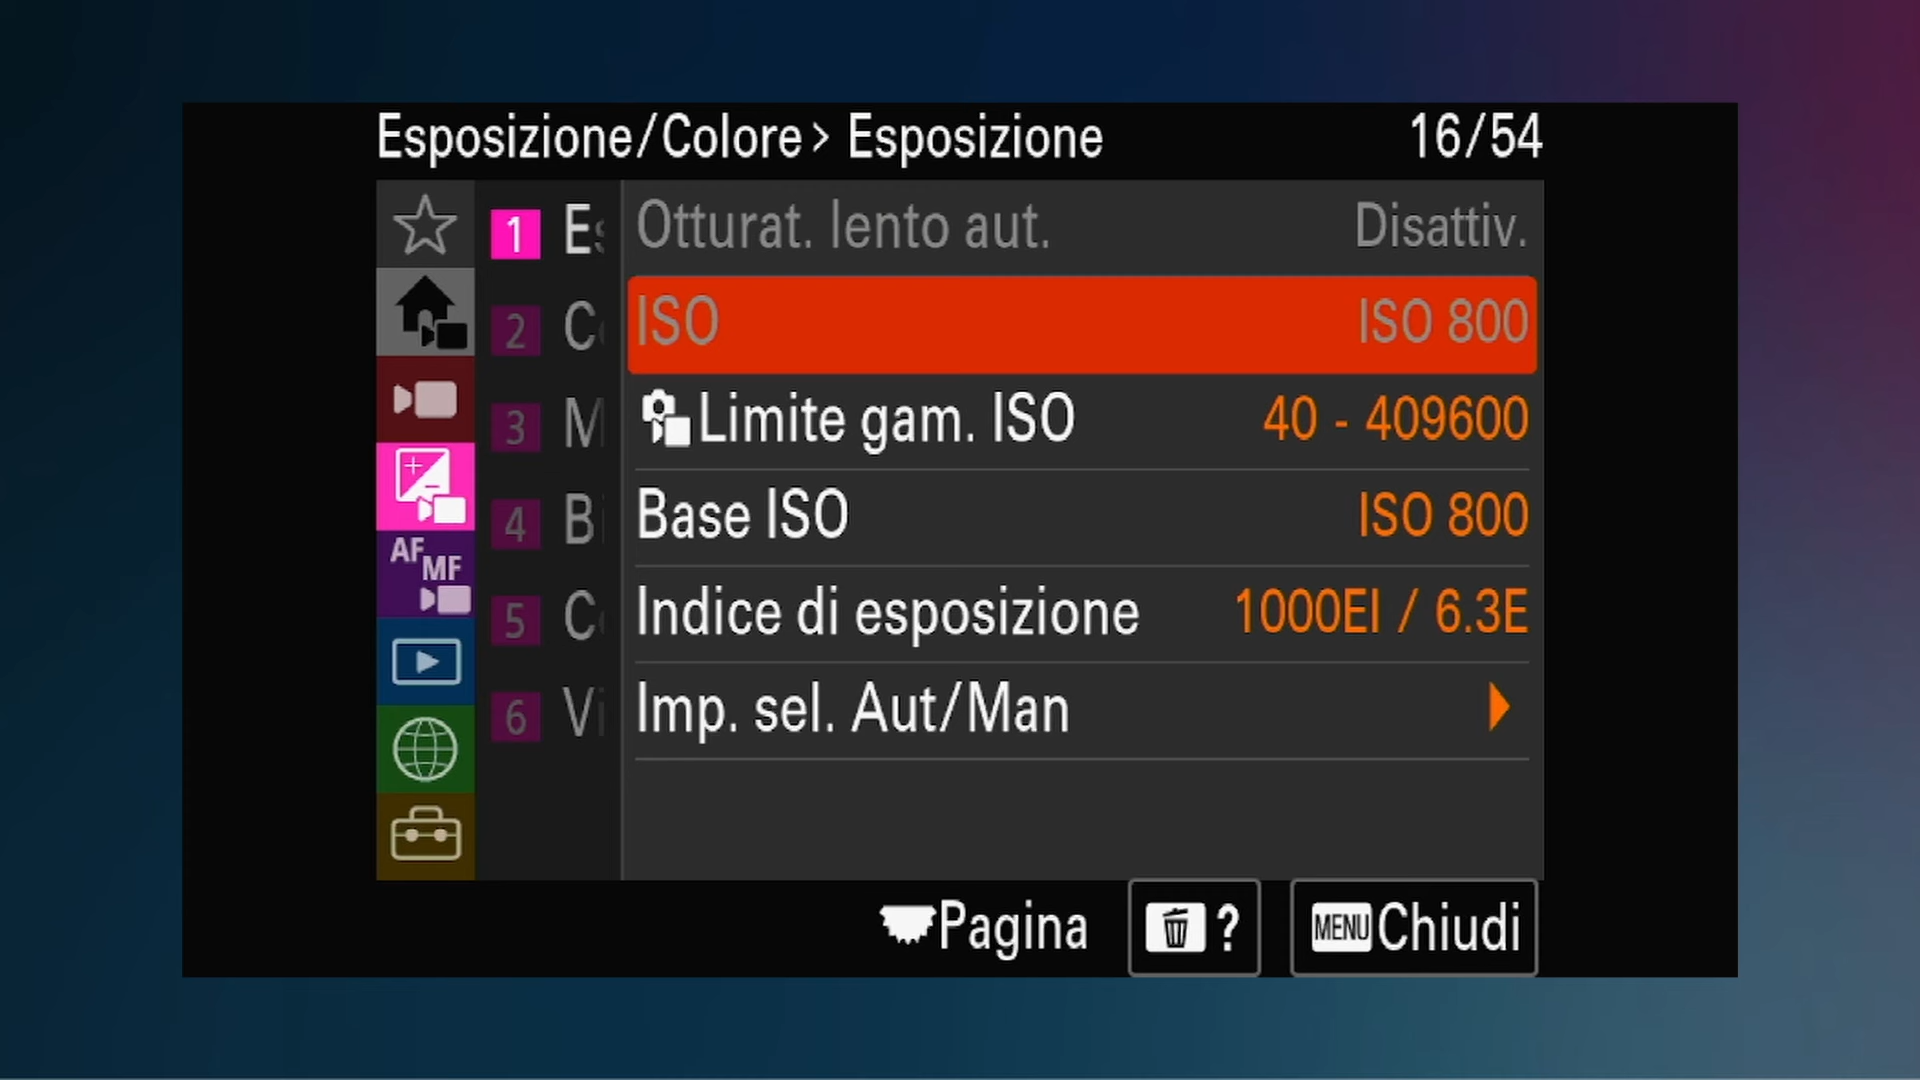 Esposizione/Colore> Esposizione 16/54
1
Otturat. lento aut. Disattiv.
2
ISO ISO 800
3
Limite gam. ISO 40 - 409600
4
Base ISO ISO 800
AF MF
5
Indice di esposizione 1000EI / 6.3E
6
Imp. sel. Aut/Man
Pagina
?
MENU Chiudi